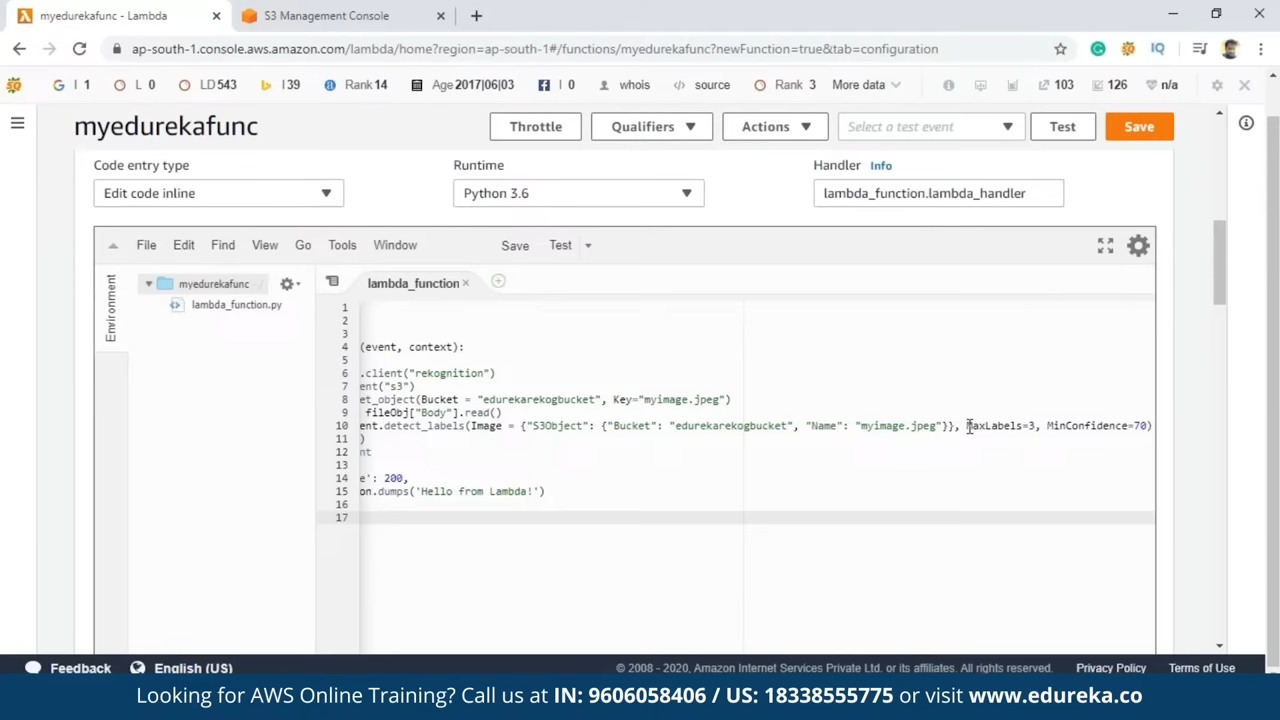 myedurekafunc - Lambda
S3 Management Console
ap-south-1.console.aws.amazon.com/lambda/home?region=ap-south-1#/functions/myedurekafunc?newFunction=true&tab=configuration
I 1
L 0
LD 543
I 39
Rank 14
Age 2017|06|03
I 0
whois
source
Rank 3
More data
103
126
n/a
myedurekafunc
Throttle
Qualifiers
Actions
Select a test event
Test
Save
Code entry type
Runtime
Handler Info
Edit code inline
Python 3.6
lambda_function.lambda_handler
File Edit Find View Go Tools Window Save Test
Environment
myedurekafunc
lambda_function.py
lambda_function
1
2
3
4 (event, context):
5
6 .client("rekognition")
7 ent("s3")
8 et_object(Bucket = "edurekarekogbucket", Key="myimage.jpeg")
9 fileObj["Body"].read()
10 ent.detect_labels(Image = {"S3Object": {"Bucket": "edurekarekogbucket", "Name": "myimage.jpeg"}}, MaxLabels=3, MinConfidence=70)
11 )
12 nt
13
14 e': 200,
15 on.dumps('Hello from Lambda!')
16
17
Feedback
English (US)
© 2008 - 2020, Amazon Internet Services Private Ltd. or its affiliates. All rights reserved.
Privacy Policy
Terms of Use
Looking for AWS Online Training? Call us at IN: 9606058406 / US: 18338555775 or visit www.edureka.co